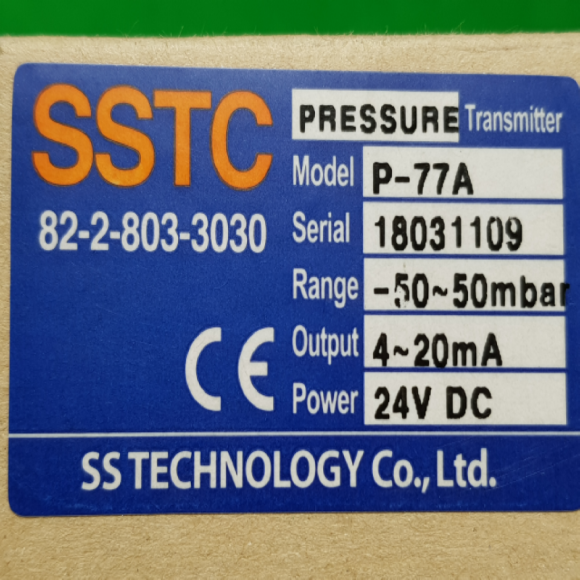 SSTC
82-2-803-3030
PRESSURE Transmitter
Model P-77A
Serial 18031109
Range -50~50mbar
Output 4~20mA
Power 24V DC
CE
SS TECHNOLOGY Co., Ltd.